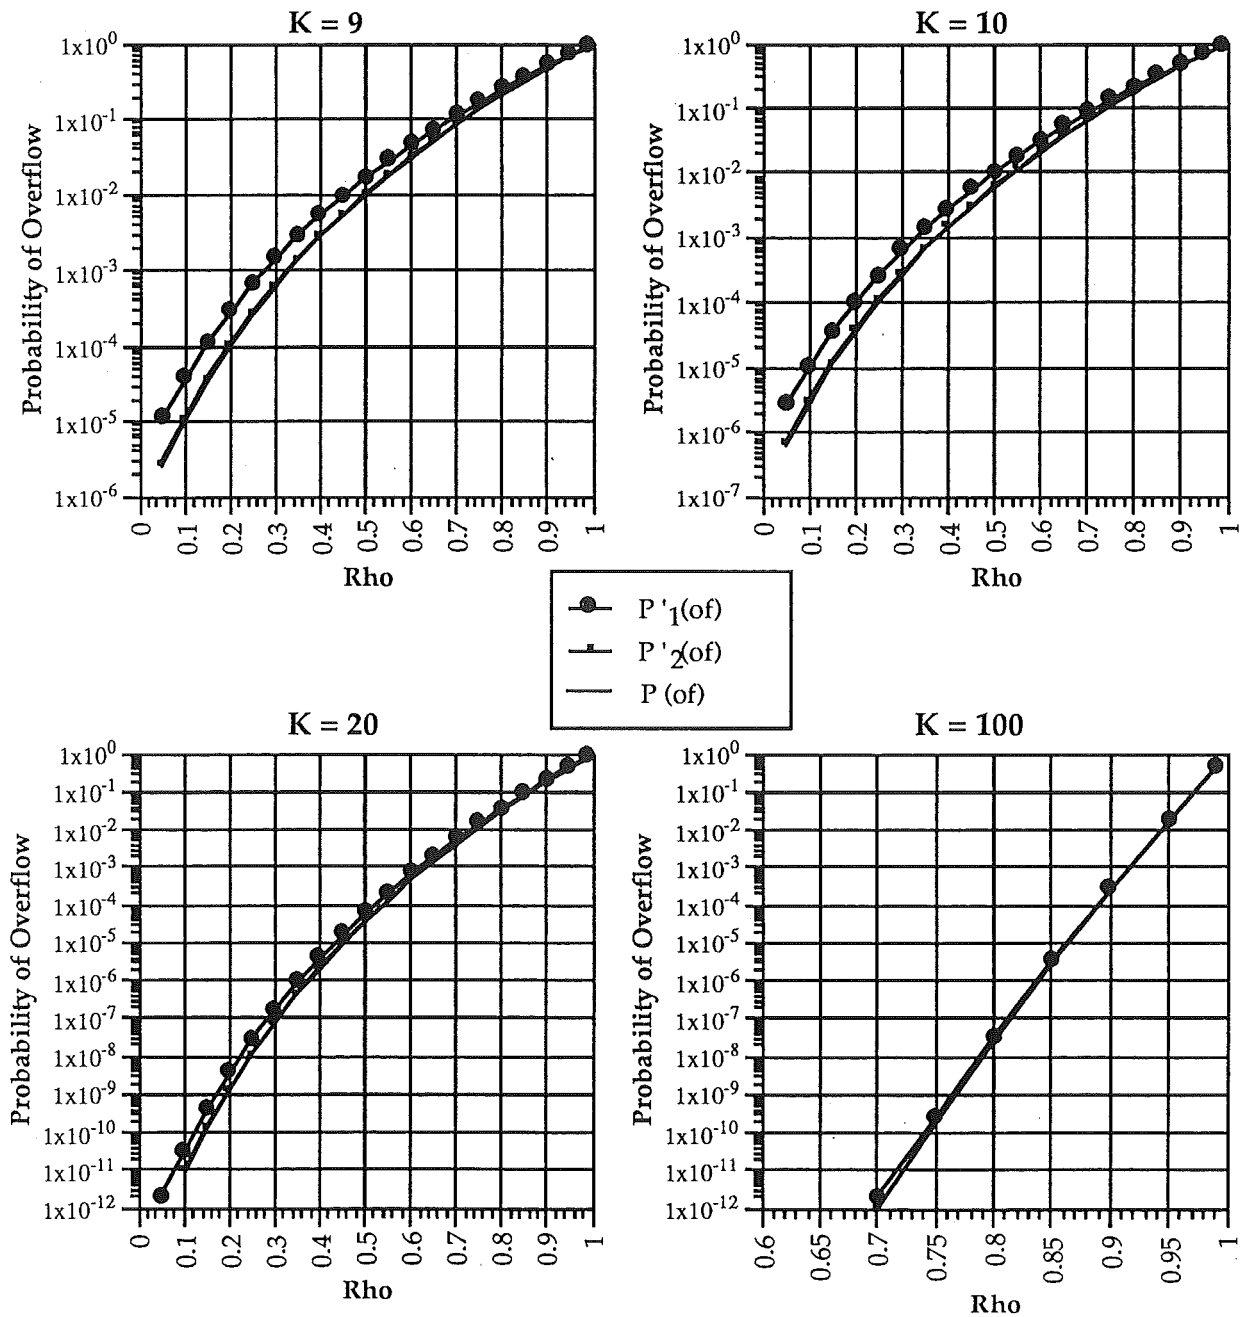 K = 9
1x10⁰
1x10⁻¹
1x10⁻²
1x10⁻³
1x10⁻⁴
1x10⁻⁵
1x10⁻⁶
Probability of Overflow
0
0.1
0.2
0.3
0.4
0.5
0.6
0.7
0.8
0.9
1
Rho
K = 10
1x10⁰
1x10⁻¹
1x10⁻²
1x10⁻³
1x10⁻⁴
1x10⁻⁵
1x10⁻⁶
1x10⁻⁷
Probability of Overflow
0
0.1
0.2
0.3
0.4
0.5
0.6
0.7
0.8
0.9
1
Rho
P'₁(of)
P'₂(of)
P (of)
K = 20
1x10⁰
1x10⁻¹
1x10⁻²
1x10⁻³
1x10⁻⁴
1x10⁻⁵
1x10⁻⁶
1x10⁻⁷
1x10⁻⁸
1x10⁻⁹
1x10⁻¹⁰
1x10⁻¹¹
1x10⁻¹²
Probability of Overflow
0
0.1
0.2
0.3
0.4
0.5
0.6
0.7
0.8
0.9
1
Rho
K = 100
1x10⁰
1x10⁻¹
1x10⁻²
1x10⁻³
1x10⁻⁴
1x10⁻⁵
1x10⁻⁶
1x10⁻⁷
1x10⁻⁸
1x10⁻⁹
1x10⁻¹⁰
1x10⁻¹¹
1x10⁻¹²
Probability of Overflow
0.6
0.65
0.7
0.75
0.8
0.85
0.9
0.95
1
Rho